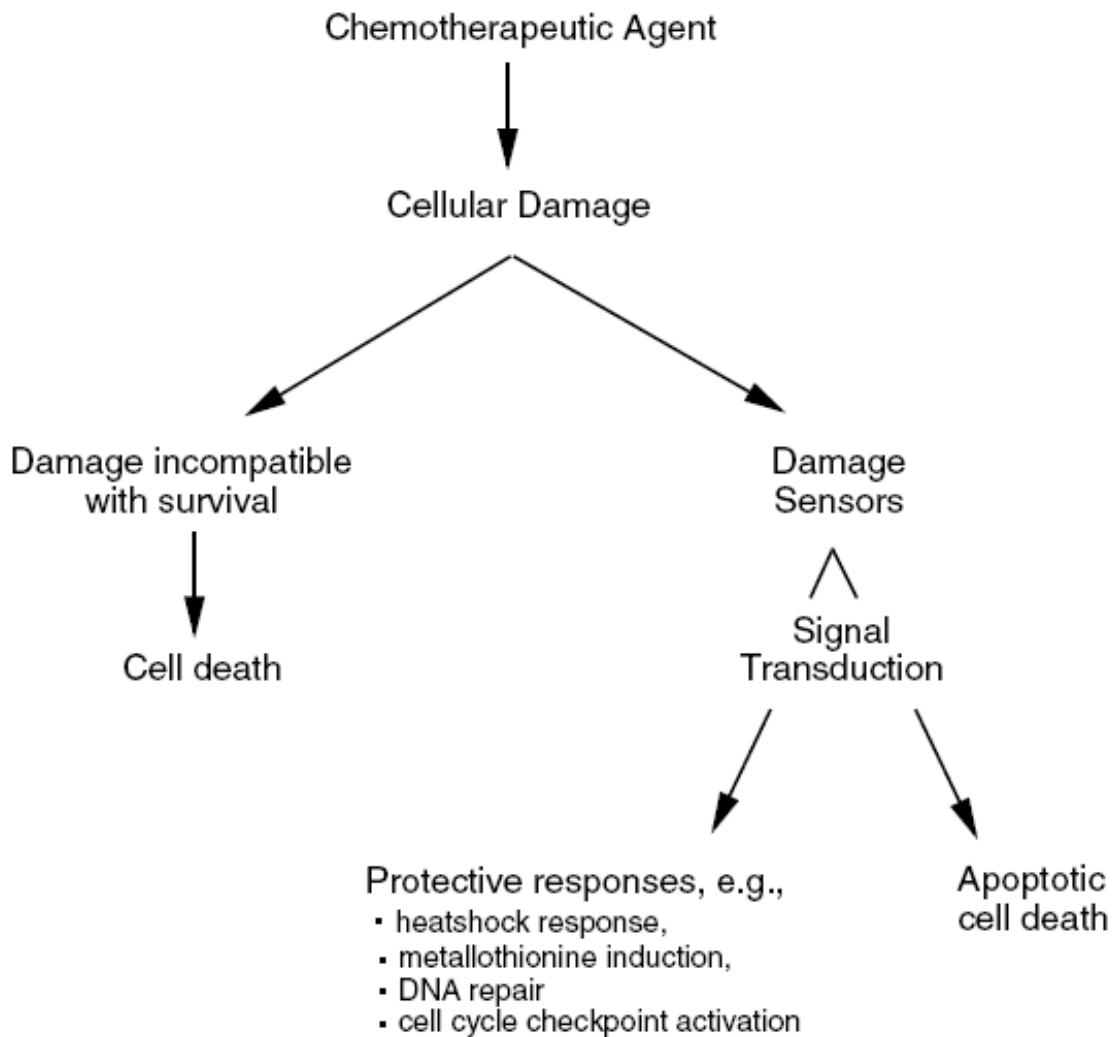 Chemotherapeutic Agent
Cellular Damage
Damage incompatible
with survival
Cell death
Damage
Sensors
Signal
Transduction
Protective responses, e.g.,
▪ heatshock response,
▪ metallothionine induction,
▪ DNA repair
▪ cell cycle checkpoint activation
Apoptotic
cell death